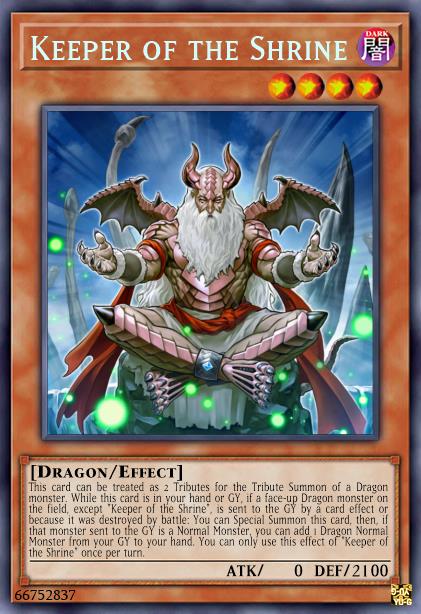 KEEPER OF THE SHRINE
DARK
闇
[DRAGON/EFFECT]
This card can be treated as 2 Tributes for the Tribute Summon of a Dragon
monster. While this card is in your hand or GY, if a face-up Dragon monster on
the field, except "Keeper of the Shrine", is sent to the GY by a card effect or
because it was destroyed by battle: You can Special Summon this card, then, if
that monster sent to the GY is a Normal Monster, you can add 1 Dragon Normal
Monster from your GY to your hand. You can only use this effect of "Keeper of
the Shrine" once per turn.
ATK/ 0 DEF/2100
66752837